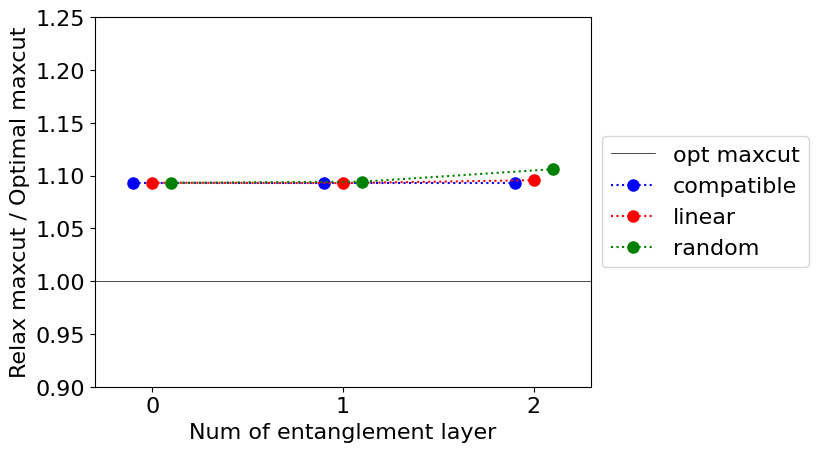 Relax maxcut / Optimal maxcut
1.25
1.20
1.15
1.10
1.05
1.00
0.95
0.90
0
1
2
Num of entanglement layer
opt maxcut
compatible
linear
random